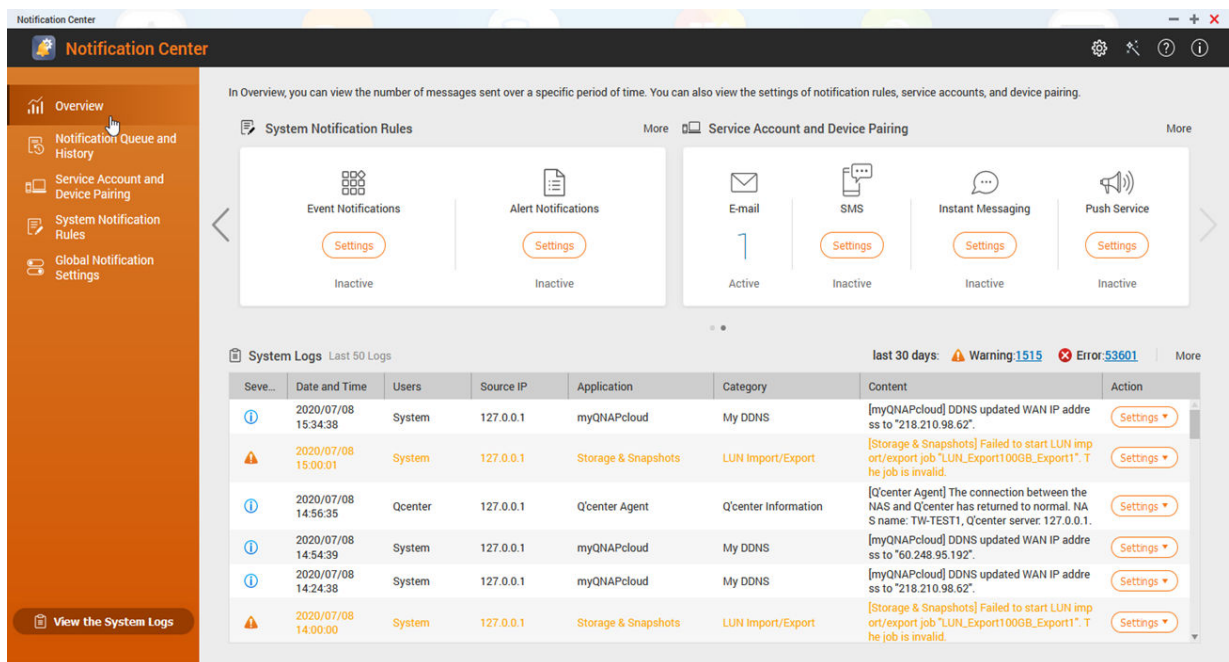 Notification Center
Notification Center
Overview
Notification Queue and
History
Service Account and
Device Pairing
System Notification
Rules
Global Notification
Settings
View the System Logs
In Overview, you can view the number of messages sent over a specific period of time. You can also view the settings of notification rules, service accounts, and device pairing.
System Notification Rules More
Event Notifications Alert Notifications
Settings Settings
Inactive Inactive
Service Account and Device Pairing More
E-mail SMS Instant Messaging Push Service
1 Settings Settings Settings
Active Inactive Inactive Inactive
System Logs Last 50 Logs last 30 days: Warning:1515 Error:53601 More
Seve... Date and Time Users Source IP Application Category Content Action
2020/07/08
15:34:38
System 127.0.0.1 myQNAPcloud My DDNS
[myQNAPcloud] DDNS updated WAN IP addre
ss to "218.210.98.62".
Settings
2020/07/08
15:00:01
System 127.0.0.1 Storage & Snapshots LUN Import/Export
[Storage & Snapshots] Failed to start LUN imp
ort/export job "LUN_Export100GB_Export1". T
he job is invalid.
Settings
2020/07/08
14:56:35
Qcenter 127.0.0.1 Q'center Agent Q'center Information
[Q'center Agent] The connection between the
NAS and Q'center has returned to normal. NA
S name: TW-TEST1, Q'center server: 127.0.0.1.
Settings
2020/07/08
14:54:39
System 127.0.0.1 myQNAPcloud My DDNS
[myQNAPcloud] DDNS updated WAN IP addre
ss to "60.248.95.192".
Settings
2020/07/08
14:24:38
System 127.0.0.1 myQNAPcloud My DDNS
[myQNAPcloud] DDNS updated WAN IP addre
ss to "218.210.98.62".
Settings
2020/07/08
14:00:00
System 127.0.0.1 Storage & Snapshots LUN Import/Export
[Storage & Snapshots] Failed to start LUN imp
ort/export job "LUN_Export100GB_Export1". T
he job is invalid.
Settings